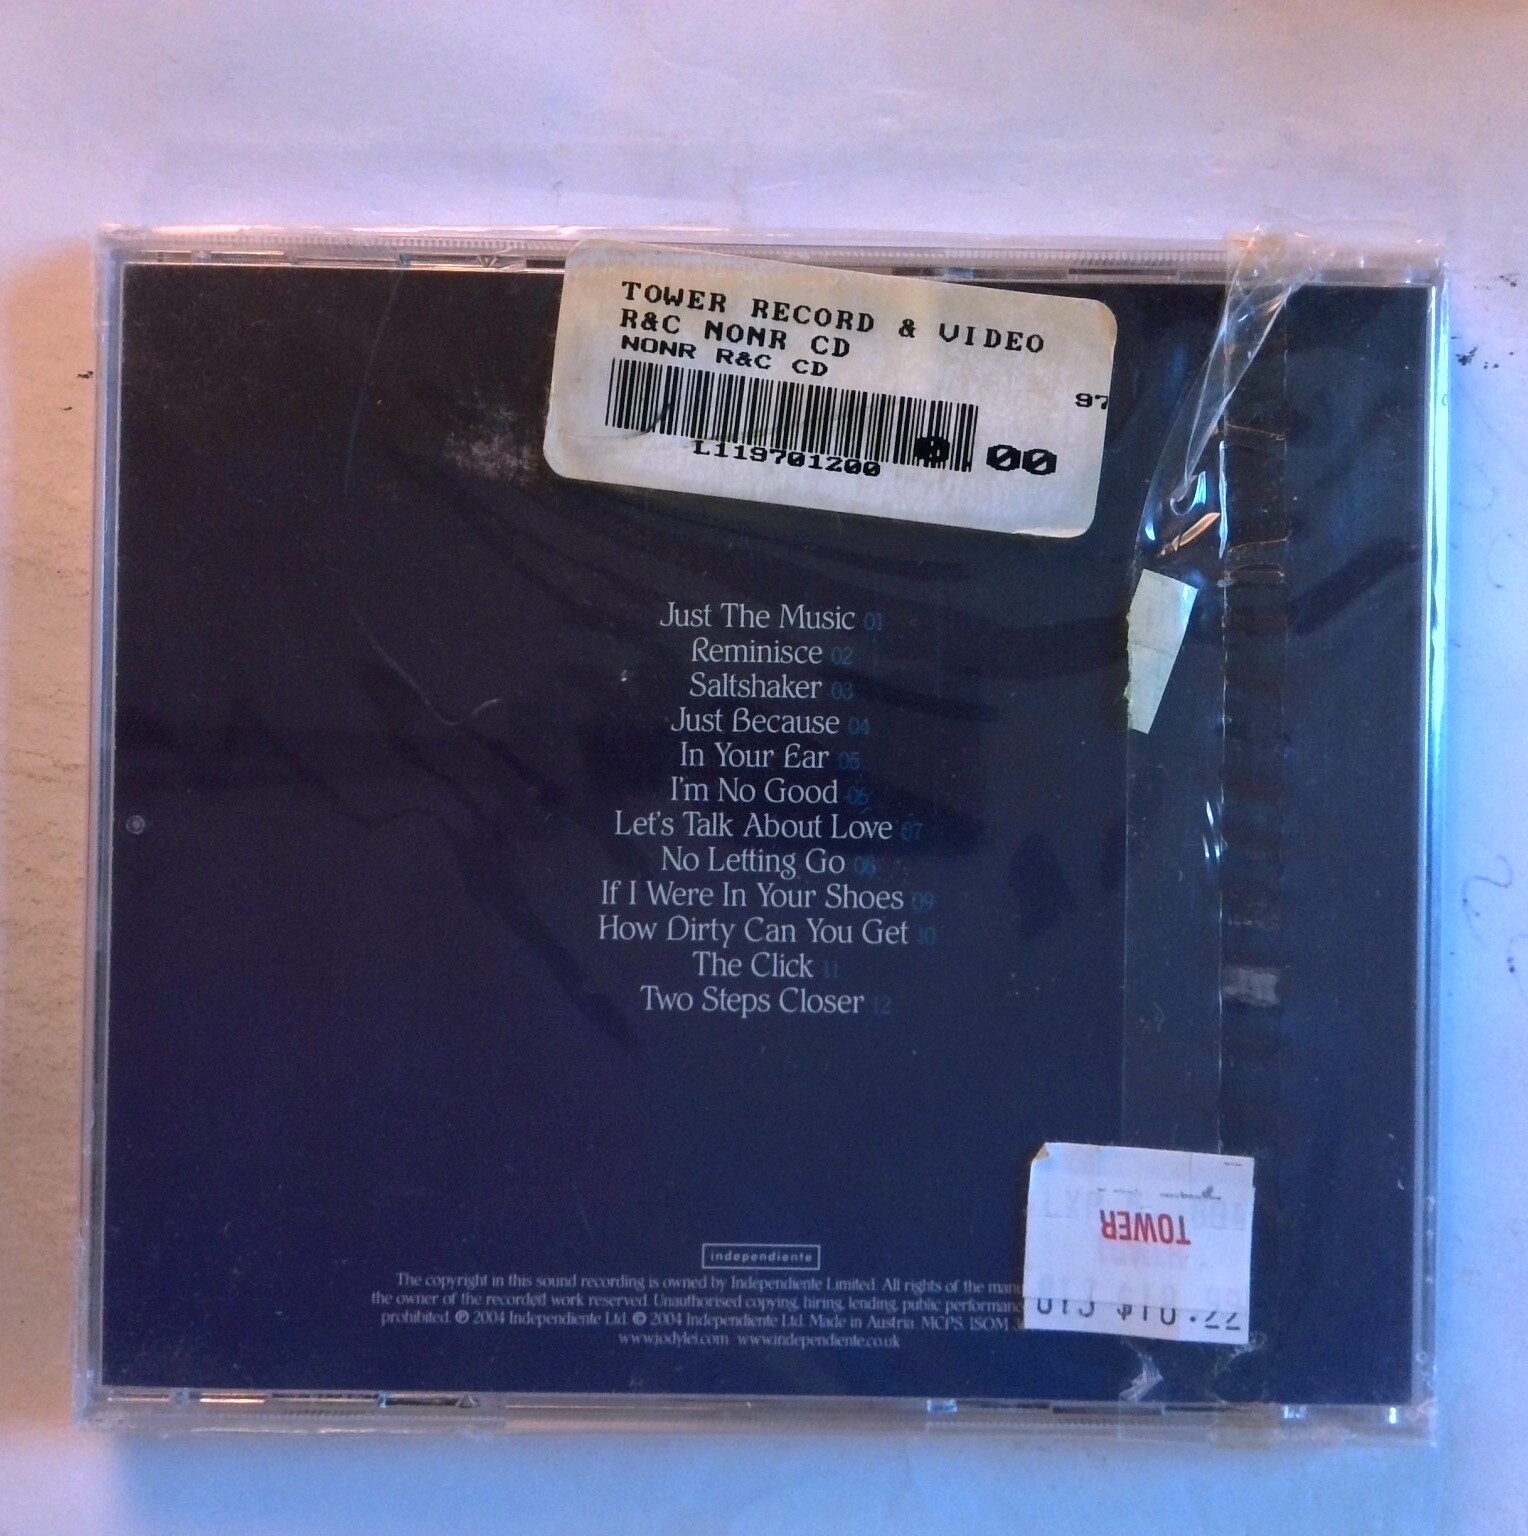 TOWER RECORD & VIDEO
R&C NONR CD
NONR R&C CD
97
L119701200
.00
Just The Music 01
Reminisce 02
Saltshaker 03
Just Because 04
In Your Ear 05
I'm No Good 06
Let's Talk About Love 07
No Letting Go 08
If I Were In Your Shoes 09
How Dirty Can You Get 10
The Click 11
Two Steps Closer 12
TOWER
$10.22
independiente
The copyright in this sound recording is owned by Independiente Limited. All rights of the
the owner of the recorded work reserved. Unauthorised copying, hiring, lending, public
prohibited. ℗ 2004 Independiente Ltd. © 2004 Independiente Ltd. Made in Austria. MCPS. ISOM
www.jodylei.com www.independiente.co.uk